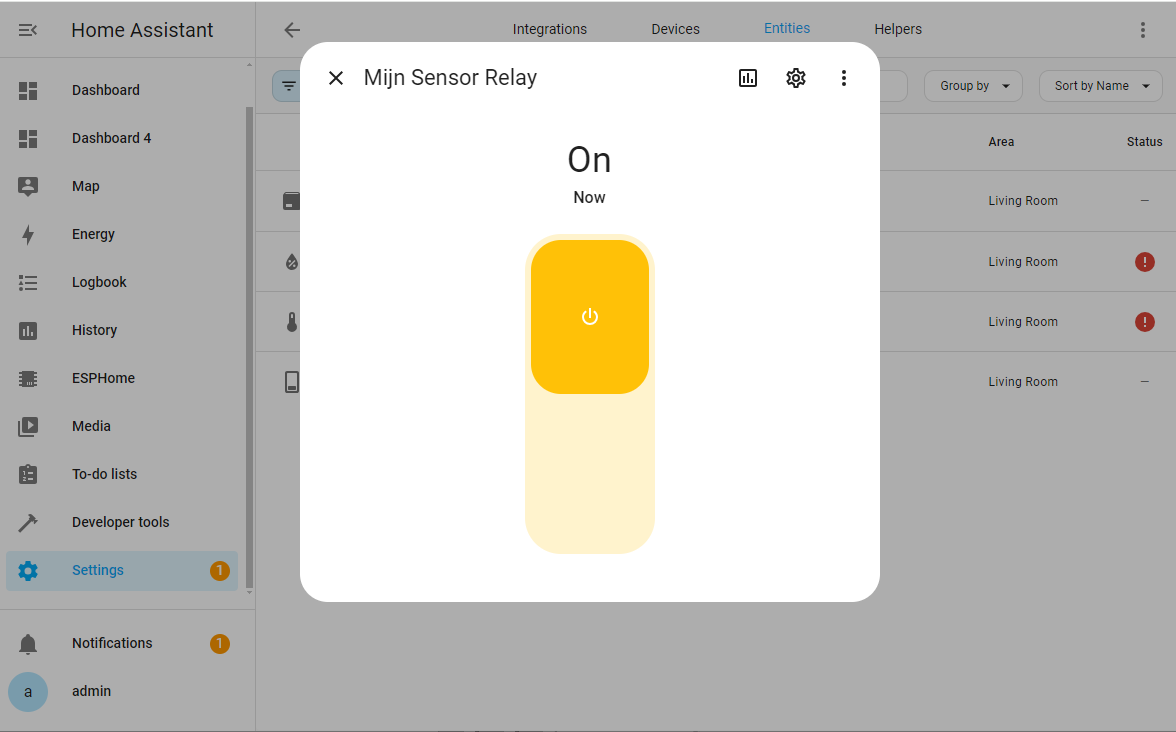 Home Assistant
Integrations
Devices
Entities
Helpers
Mijn Sensor Relay
Group by
Sort by Name
On
Now
Area
Status
Living Room
–
Living Room
!
Living Room
!
Living Room
–
Dashboard
Dashboard 4
Map
Energy
Logbook
History
ESPHome
Media
To-do lists
Developer tools
Settings
1
Notifications
1
a
admin